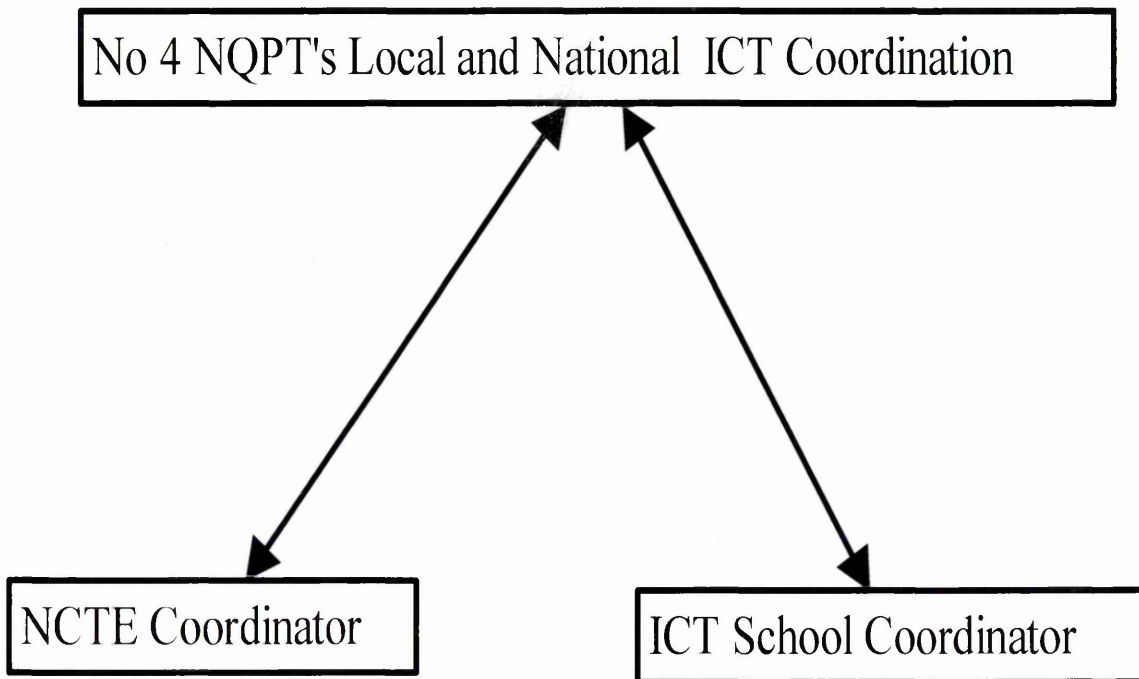 No 4 NQPT's Local and National ICT Coordination
NCTE Coordinator
ICT School Coordinator